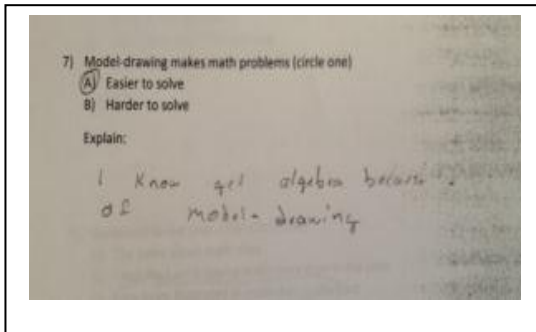 7) Model-drawing makes math problems (circle one)
A) Easier to solve
B) Harder to solve
Explain:
I know get algebra because
of model-drawing